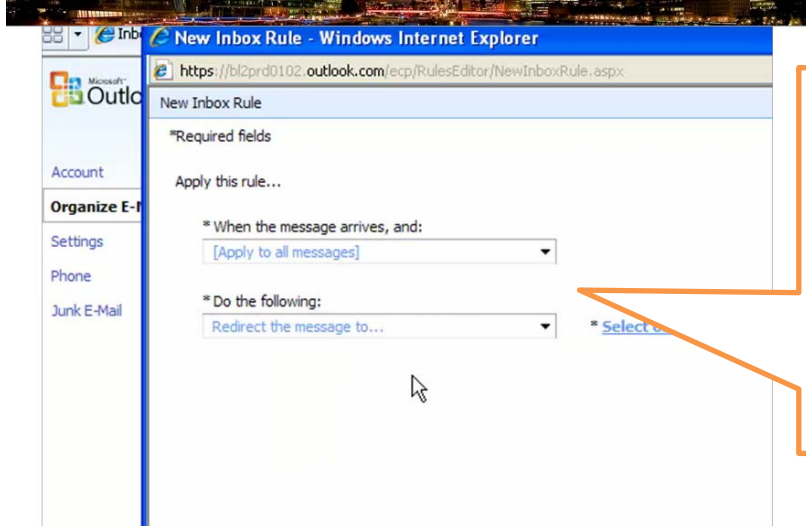 Inb
New Inbox Rule - Windows Internet Explorer
https://bl2prd0102.outlook.com/ecp/RulesEditor/NewInboxRule.aspx
Microsoft
Outlo
New Inbox Rule
*Required fields
Account
Apply this rule...
Organize E-M
* When the message arrives, and:
Settings
[Apply to all messages]
Phone
* Do the following:
Junk E-Mail
Redirect the message to...
* Select